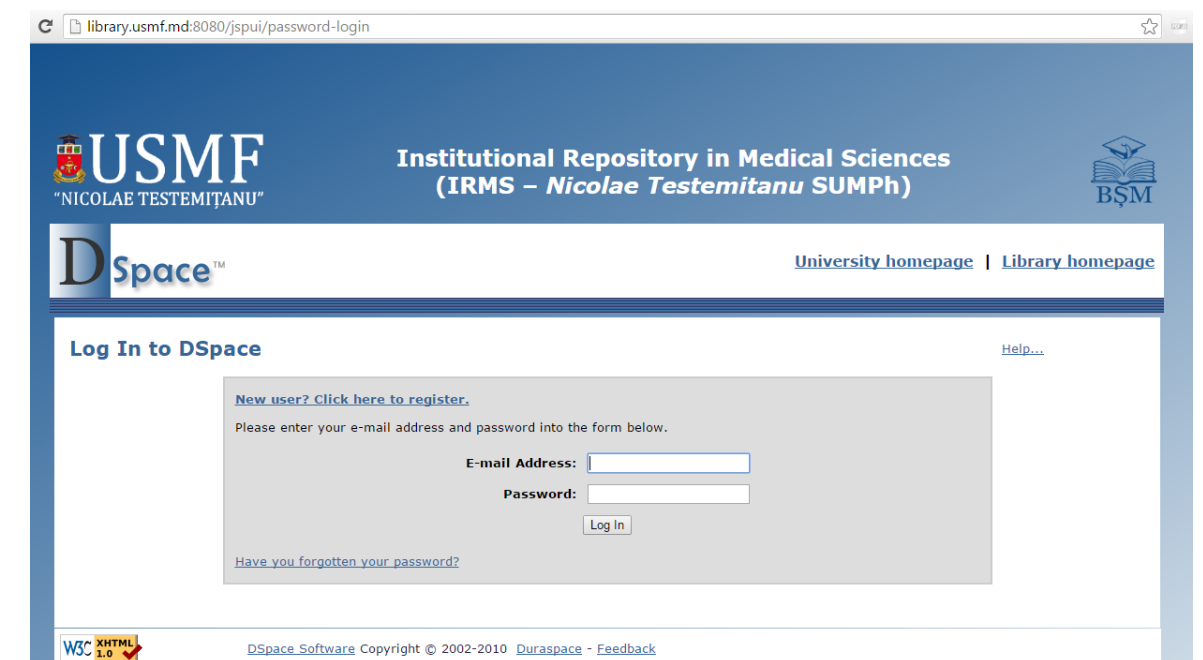 library.usmf.md:8080/jspui/password-login
USMF
"NICOLAE TESTEMIȚANU"
Institutional Repository in Medical Sciences
(IRMS – Nicolae Testemitanu SUMPh)
BȘM
DSpace™
University homepage | Library homepage
Log In to DSpace
Help...
New user? Click here to register.
Please enter your e-mail address and password into the form below.
E-mail Address:
Password:
Log In
Have you forgotten your password?
W3C XHTML 1.0
DSpace Software Copyright © 2002-2010 Duraspace - Feedback